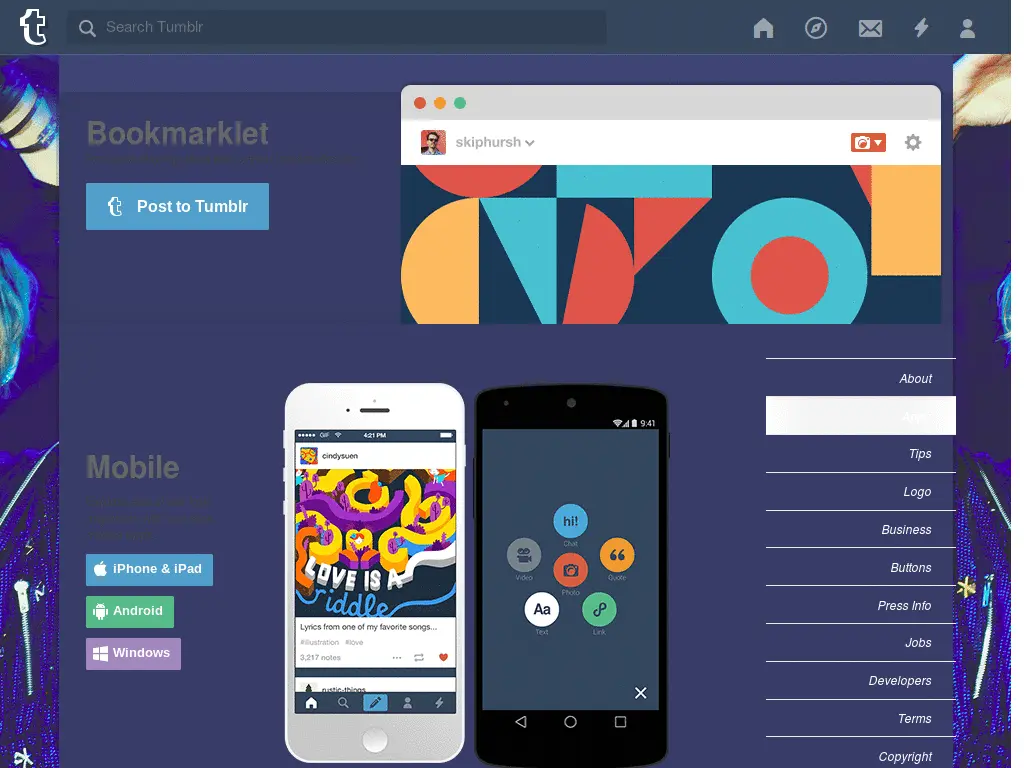 Search Tumblr
Bookmarklet
skiphursh
Post to Tumblr
About
Apps
Tips
Logo
Business
Buttons
Press Info
Jobs
Developers
Terms
Copyright
Mobile
iPhone & iPad
Android
Windows
GIF
4:21 PM
cindysuen
LOVE IS A
riddle
Lyrics from one of my favorite songs...
#illustration #love
3,217 notes
rustic-things
9:41
hi!
Chat
Video
Photo
Quote
Aa
Text
Link